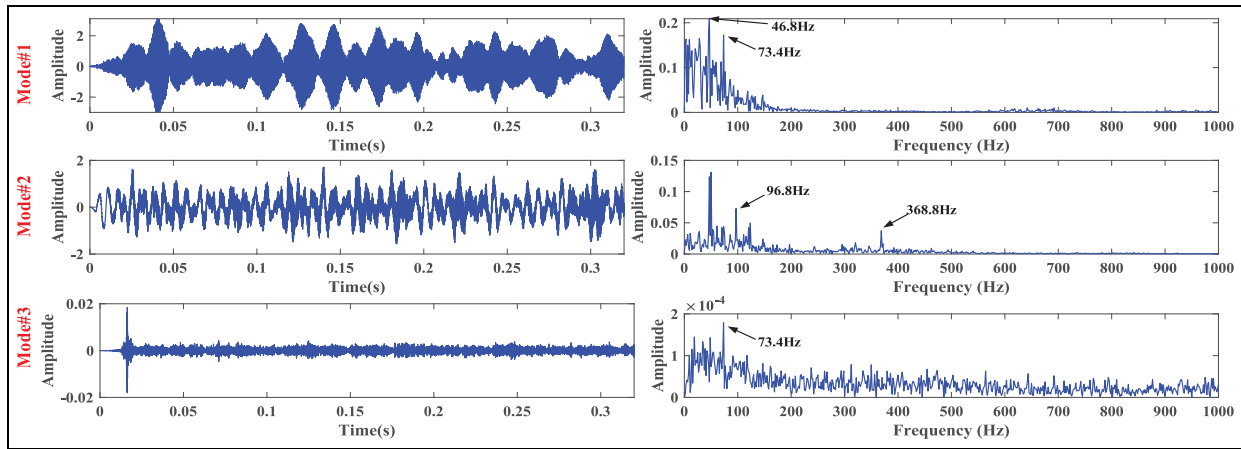 Mode#1
Amplitude
2
0
-2
0
0.05
0.1
0.15
0.2
0.25
0.3
Time(s)
Amplitude
0.2
0.1
0
46.8Hz
73.4Hz
0 100 200 300 400 500 600 700 800 900 1000
Frequency (Hz)
Mode#2
Amplitude
2
0
-2
0 0.05 0.1 0.15 0.2 0.25 0.3
Time(s)
Amplitude
0.15
0.1
0.05
0
96.8Hz
368.8Hz
0 100 200 300 400 500 600 700 800 900 1000
Frequency (Hz)
Mode#3
Amplitude
0.02
0
-0.02
0 0.05 0.1 0.15 0.2 0.25 0.3
Time(s)
Amplitude
× 10⁻⁴
2
1
0
73.4Hz
0 100 200 300 400 500 600 700 800 900 1000
Frequency (Hz)